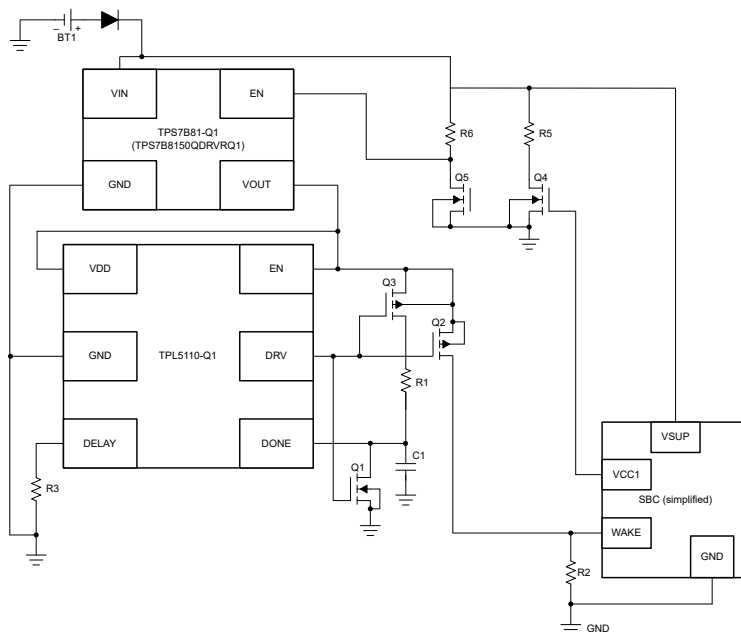 BT1
− +
VIN
EN
TPS7B81-Q1
(TPS7B8150QDRVRQ1)
GND
VOUT
R6
R5
Q5
Q4
VDD
EN
Q3
Q2
GND
TPL5110-Q1
DRV
R1
DELAY
DONE
R3
Q1
C1
VSUP
VCC1
SBC (simplified)
WAKE
GND
R2
GND